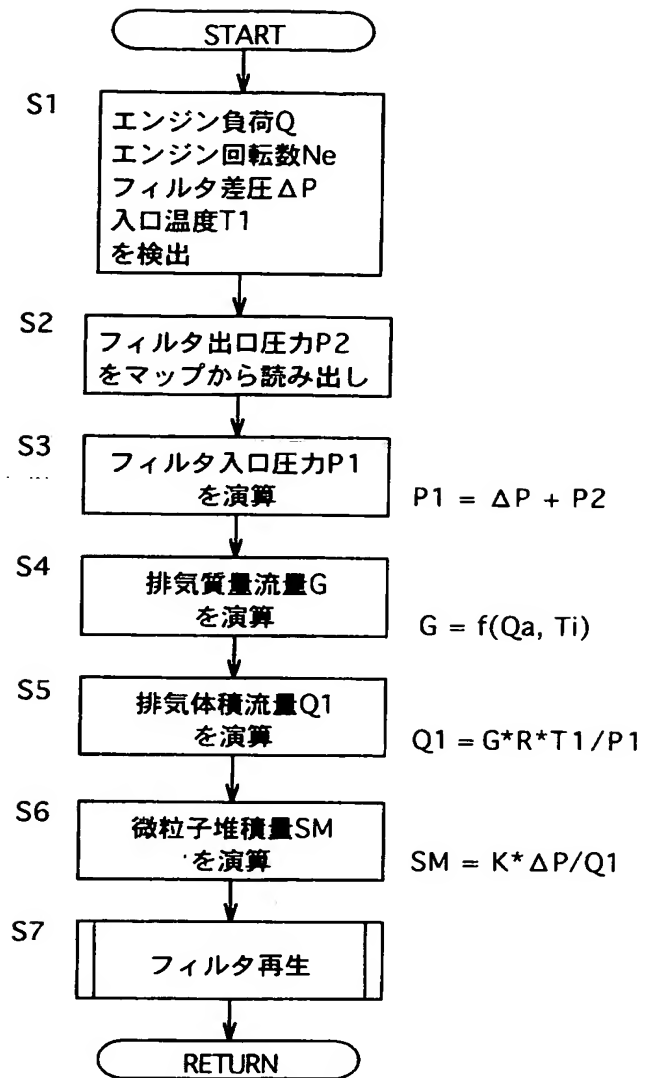 START
S1
エンジン負荷Q
エンジン回転数Ne
フィルタ差圧ΔP
入口温度T1
を検出
S2
フィルタ出口圧力P2
をマップから読み出し
S3
フィルタ入口圧力P1
を演算
P1 = ΔP + P2
S4
排気質量流量G
を演算
G = f(Qa, Ti)
S5
排気体積流量Q1
を演算
Q1 = G*R*T1/P1
S6
微粒子堆積量SM
を演算
SM = K*ΔP/Q1
S7
フィルタ再生
RETURN